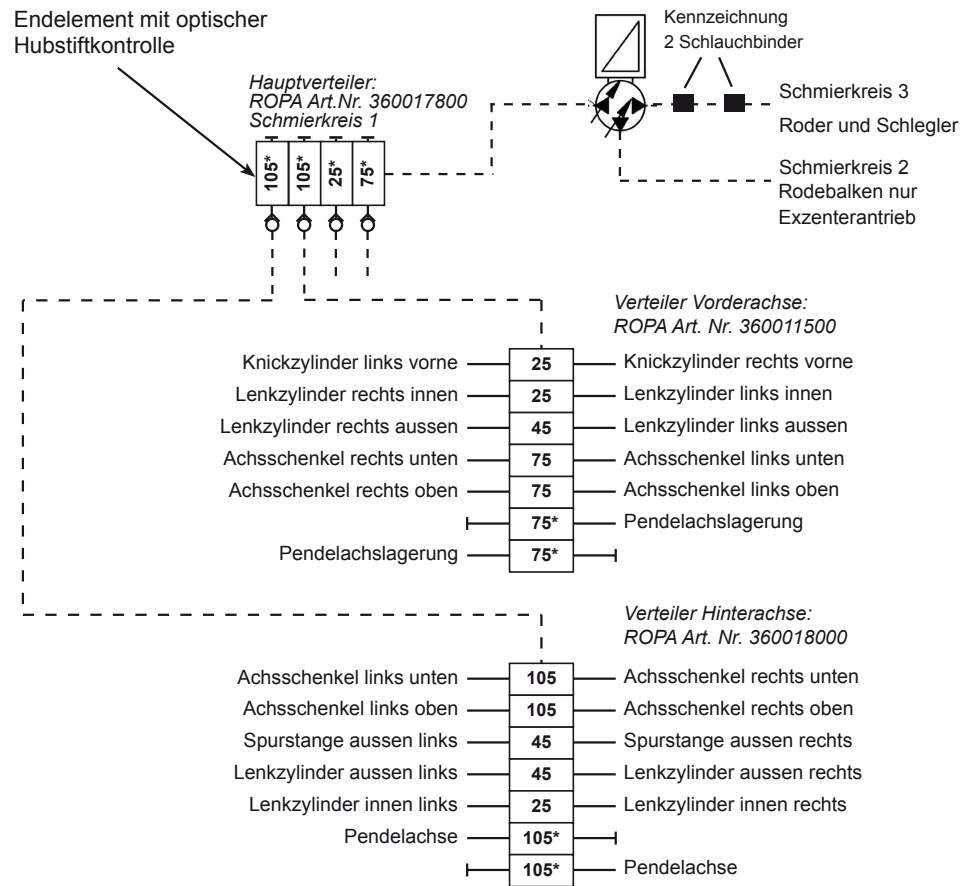 Endelement mit optischer
Hubstiftkontrolle
Hauptverteiler:
ROPA Art.Nr. 360017800
Schmierkreis 1
105* 105* 25* 75*
Kennzeichnung
2 Schlauchbinder
Schmierkreis 3
Roder und Schlegler
Schmierkreis 2
Rodebalken nur
Exzenterantrieb
Verteiler Vorderachse:
ROPA Art. Nr. 360011500
Knickzylinder links vorne 25 Knickzylinder rechts vorne
Lenkzylinder rechts innen 25 Lenkzylinder links innen
Lenkzylinder rechts aussen 45 Lenkzylinder links aussen
Achsschenkel rechts unten 75 Achsschenkel links unten
Achsschenkel rechts oben 75 Achsschenkel links oben
75* Pendelachslagerung
Pendelachslagerung 75*
Verteiler Hinterachse:
ROPA Art. Nr. 360018000
Achsschenkel links unten 105 Achsschenkel rechts unten
Achsschenkel links oben 105 Achsschenkel rechts oben
Spurstange aussen links 45 Spurstange aussen rechts
Lenkzylinder aussen links 45 Lenkzylinder aussen rechts
Lenkzylinder innen links 25 Lenkzylinder innen rechts
Pendelachse 105*
105* Pendelachse